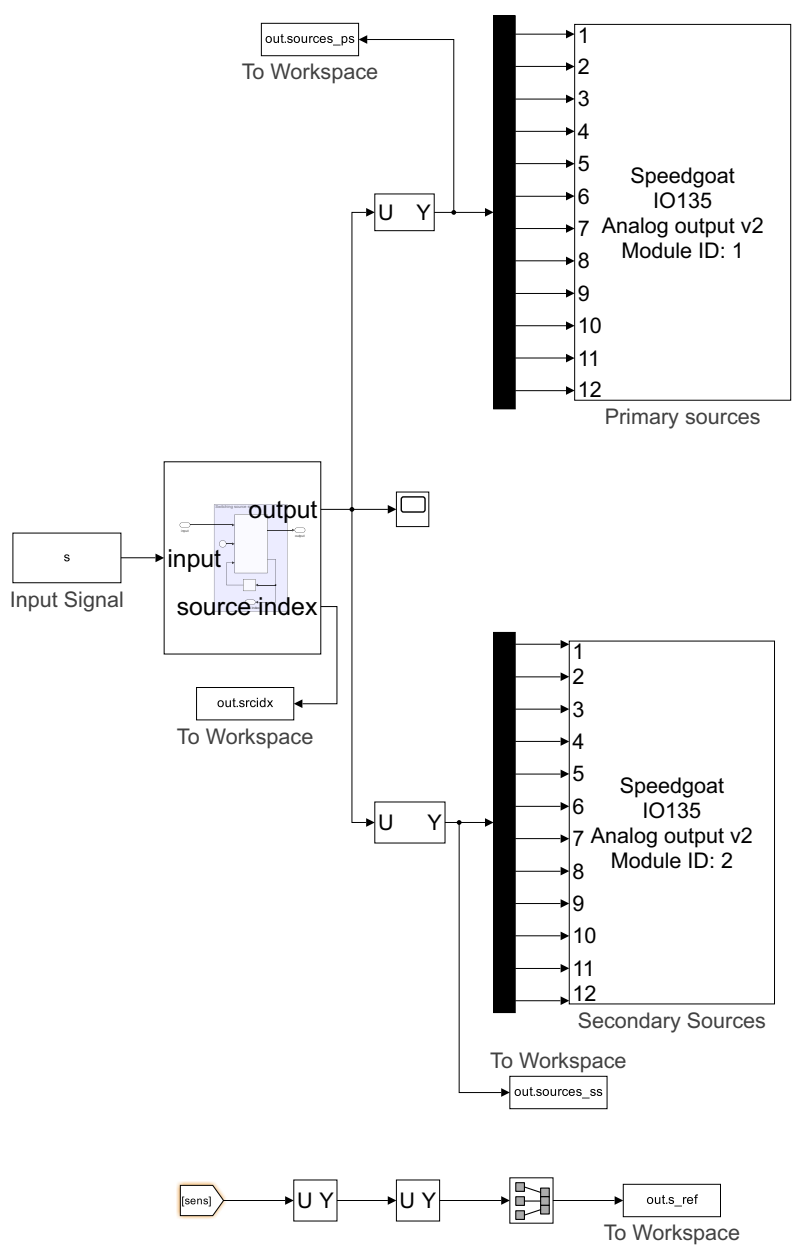 out.sources_ps
To Workspace
1
2
3
4
5
6
7
8
9
10
11
12
Speedgoat
IO135
Analog output v2
Module ID: 1
Primary sources
U Y
output
input
source index
s
Input Signal
out.srcidx
To Workspace
U Y
1
2
3
4
5
6
7
8
9
10
11
12
Speedgoat
IO135
Analog output v2
Module ID: 2
Secondary Sources
To Workspace
out.sources_ss
[sens]
U Y
U Y
out.s_ref
To Workspace